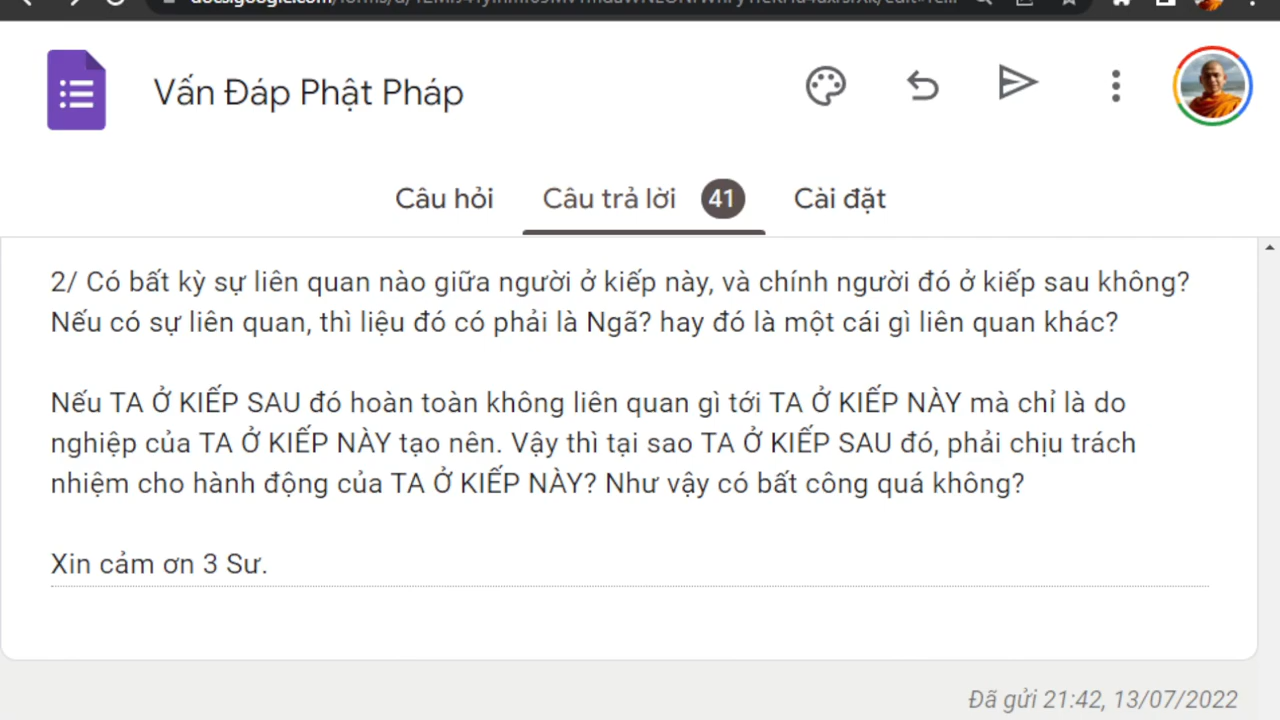 Vấn Đáp Phật Pháp
Câu hỏi Câu trả lời 41 Cài đặt
2/ Có bất kỳ sự liên quan nào giữa người ở kiếp này, và chính người đó ở kiếp sau không?
Nếu có sự liên quan, thì liệu đó có phải là Ngã? hay đó là một cái gì liên quan khác?
Nếu TA Ở KIẾP SAU đó hoàn toàn không liên quan gì tới TA Ở KIẾP NÀY mà chỉ là do
nghiệp của TA Ở KIẾP NÀY tạo nên. Vậy thì tại sao TA Ở KIẾP SAU đó, phải chịu trách
nhiệm cho hành động của TA Ở KIẾP NÀY? Như vậy có bất công quá không?
Xin cảm ơn 3 Sư.
Đã gửi 21:42, 13/07/2022